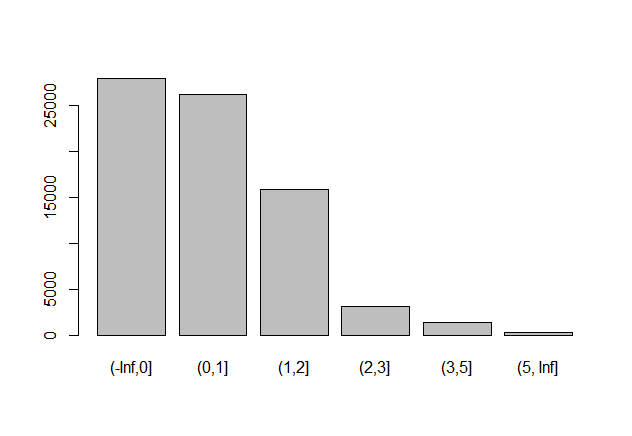 25000
15000
5000
0
(-Inf,0] (0,1] (1,2] (2,3] (3,5] (5, Inf]